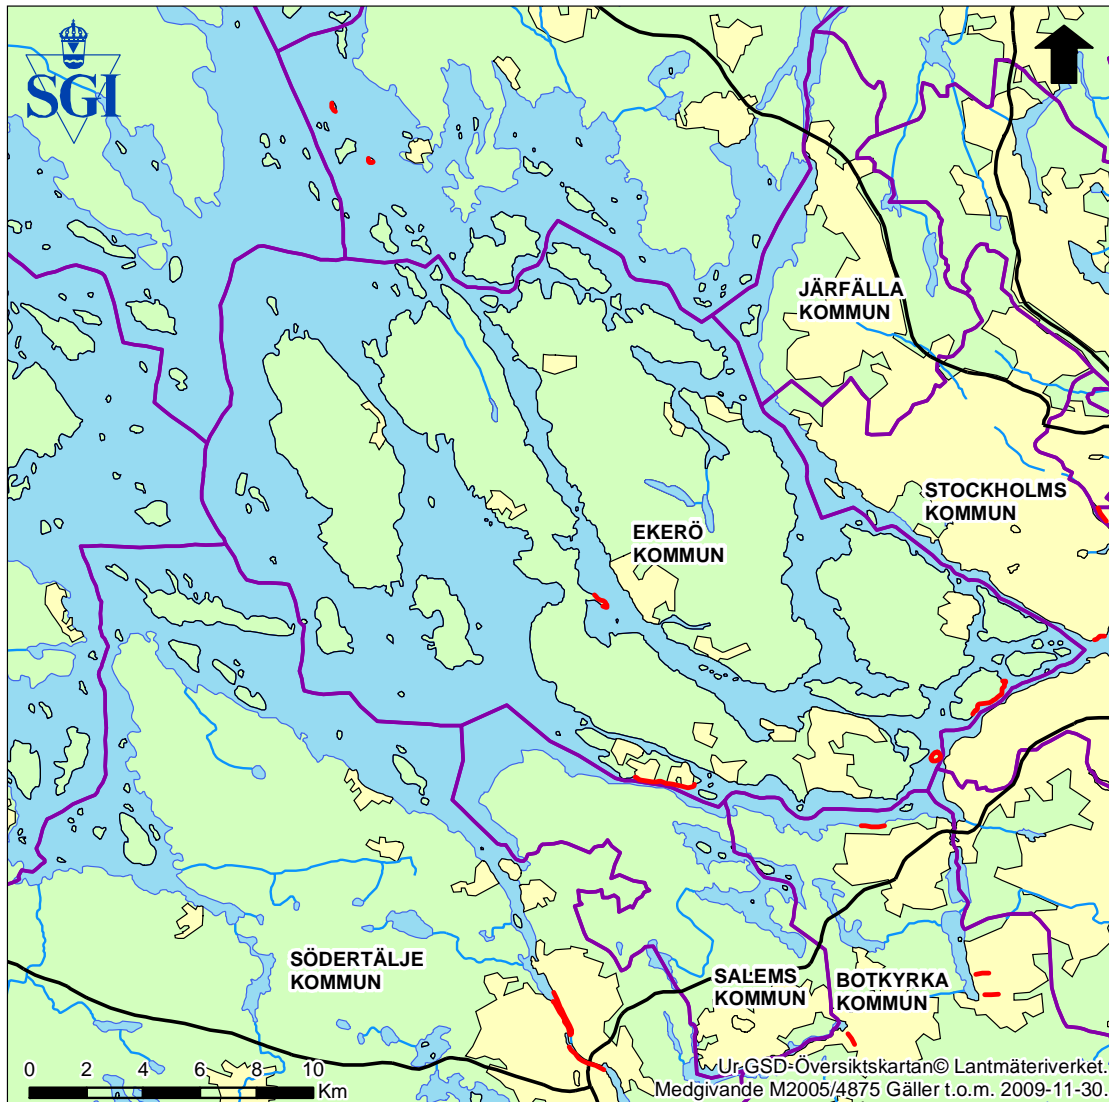 SGI
JÄRFÄLLA
KOMMUN
STOCKHOLMS
KOMMUN
EKERÖ
KOMMUN
SÖDERTÄLJE
KOMMUN
SALEMS
KOMMUN
BOTKYRKA
KOMMUN
0 2 4 6 8 10
Km
Ur GSD-Översiktskartan© Lantmäteriverket.
Medgivande M2005/4875 Gäller t.o.m. 2009-11-30.